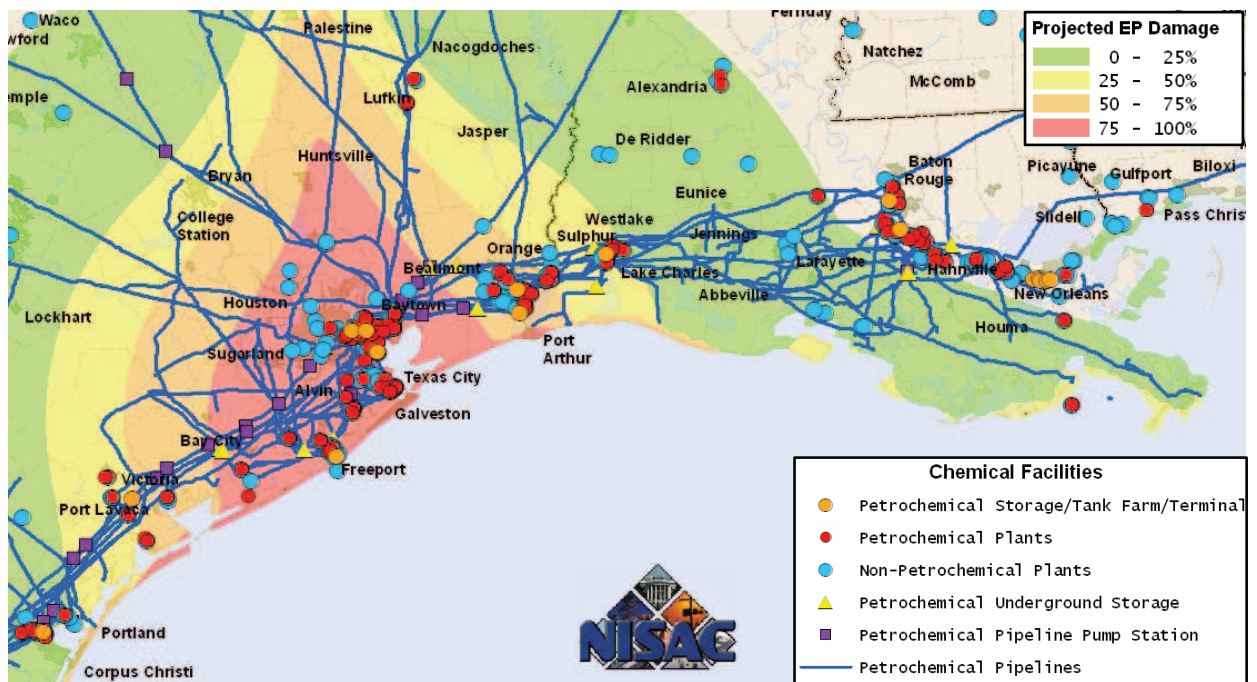 Waco
Palestine
Nacogdoches
Ferriday
Natchez
McComb
Projected EP Damage
0 - 25%
25 - 50%
50 - 75%
75 - 100%
Lufkin
Alexandria
Jasper
De Ridder
Huntsville
Bryan
Baton
Rouge
Picayune
Gulfport
Biloxi
Eunice
College
Station
Westlake
Slidell
Pass Christ
Orange
Sulphur
Jennings
Beaumont
Lake Charles
Lafayette
Hahnville
Houston
Baytown
Abbeville
New Orleans
Lockhart
Houma
Sugarland
Port
Arthur
Texas City
Alvin
Galveston
Bay City
Freeport
Victoria
Port Lavaca
Chemical Facilities
Petrochemical Storage/Tank Farm/Terminal
Petrochemical Plants
Non-Petrochemical Plants
Petrochemical Underground Storage
Petrochemical Pipeline Pump Station
Petrochemical Pipelines
NISAC
Portland
Corpus Christi